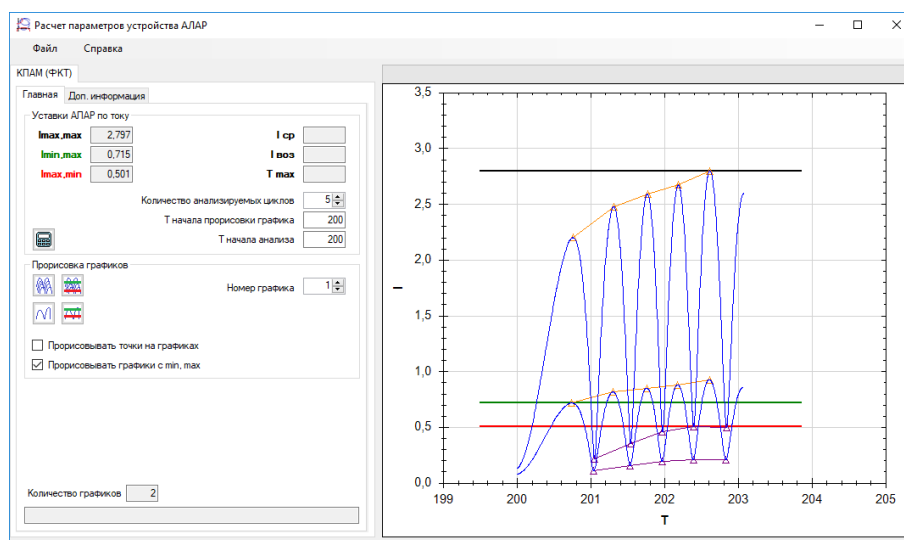 Расчет параметров устройства АЛАР
Файл Справка
КПАМ (ФКТ)
Главная Доп. информация
Уставки АПАР по току
Imax,max 2,797 I ср
Imin,max 0,715 I воз
Imax,min 0,501 T max
Количество анализируемых циклов 5
Т начала прорисовки графика 200
Т начала анализа 200
Прорисовка графиков
Номер графика 1
Прорисовывать точки на графиках
Прорисовывать графики с min, max
Количество графиков 2
3,5
3,0
2,5
2,0
1,5
1,0
0,5
0,0
I
199 200 201 202 203 204 205
T